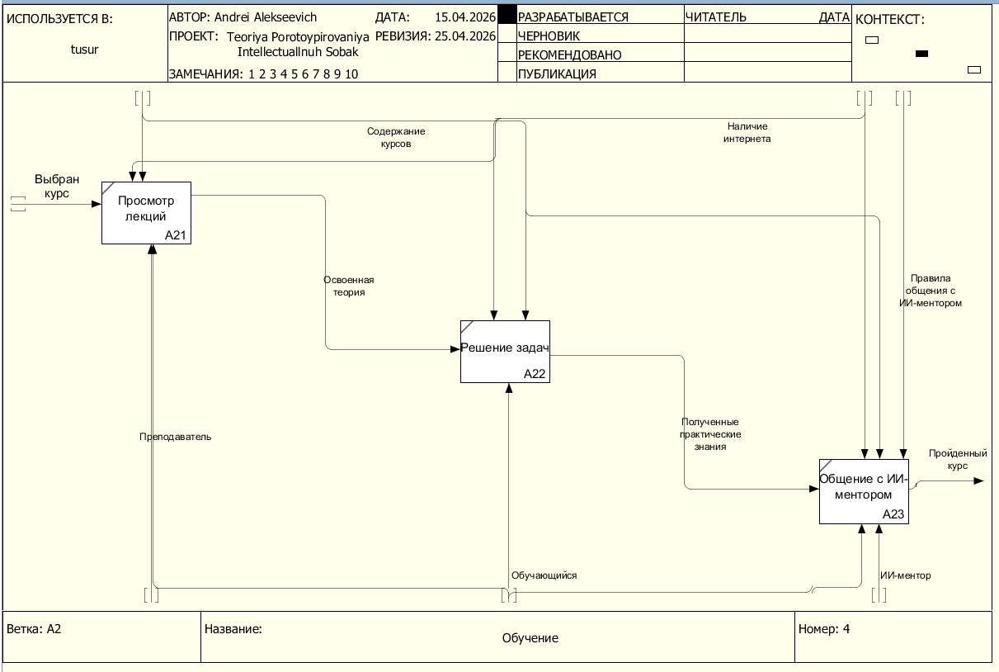 ИСПОЛЬЗУЕТСЯ В:
tusur
АВТОР: Andrei Alekseevich
ДАТА: 15.04.2026
ПРОЕКТ: Teoriya Porotoypirovaniya
Intellectuallnuh Sobak
РЕВИЗИЯ: 25.04.2026
ЗАМЕЧАНИЯ: 1 2 3 4 5 6 7 8 9 10
РАЗРАБАТЫВАЕТСЯ
ЧЕРНОВИК
РЕКОМЕНДОВАНО
ПУБЛИКАЦИЯ
ЧИТАТЕЛЬ ДАТА
КОНТЕКСТ:
Содержание
курсов
Наличие
интернета
Выбран
курс
Просмотр
лекций
A21
Освоенная
теория
Правила
общения с
ИИ-ментором
Решение задач
A22
Преподаватель
Полученные
практические
знания
Пройденный
курс
Общение с ИИ-
ментором
A23
Обучающийся
ИИ-ментор
Ветка: A2
Название:
Обучение
Номер: 4